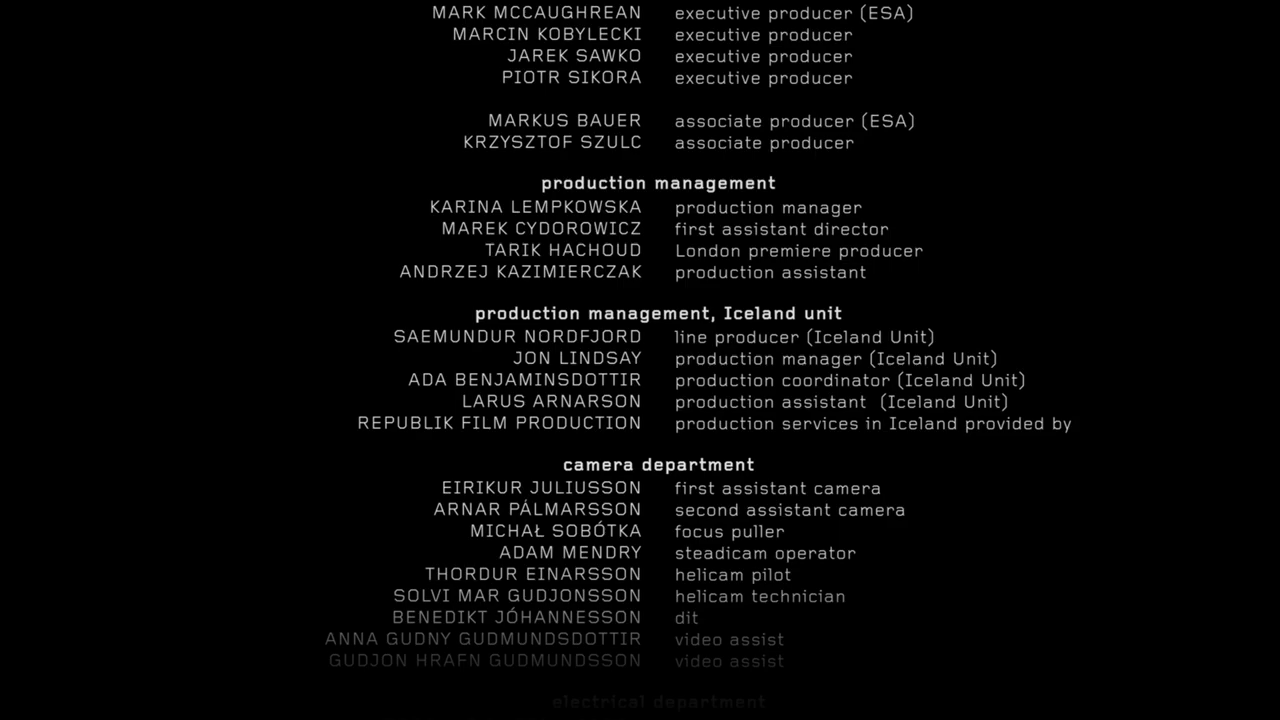 MARK MCCAUGHREAN executive producer (ESA)
MARCIN KOBYLECKI executive producer
JAREK SAWKO executive producer
PIOTR SIKORA executive producer
MARKUS BAUER associate producer (ESA)
KRZYSZTOF SZULC associate producer
production management
KARINA LEMPKOWSKA production manager
MAREK CYDOROWICZ first assistant director
TARIK HACHOUD London premiere producer
ANDRZEJ KAZIMIERCZAK production assistant
production management, Iceland unit
SAEMUNDUR NORDFJORD line producer (Iceland Unit)
JON LINDSAY production manager (Iceland Unit)
ADA BENJAMINSDOTTIR production coordinator (Iceland Unit)
LARUS ARNARSON production assistant (Iceland Unit)
REPUBLIK FILM PRODUCTION production services in Iceland provided by
camera department
EIRIKUR JULIUSSON first assistant camera
ARNAR PÁLMARSSON second assistant camera
MICHAŁ SOBÓTKA focus puller
ADAM MENDRY steadicam operator
THORDUR EINARSSON helicam pilot
SOLVI MAR GUDJONSSON helicam technician
BENEDIKT JÓHANNESSON dit
ANNA GUDNY GUDMUNDSDOTTIR video assist
GUDJON HRAFN GUDMUNDSSON video assist
electrical department